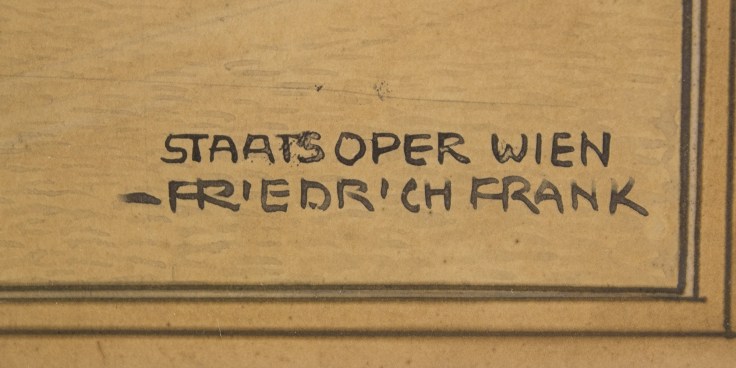 STAATSOPER WIEN
-FRIEDRICH FRANK